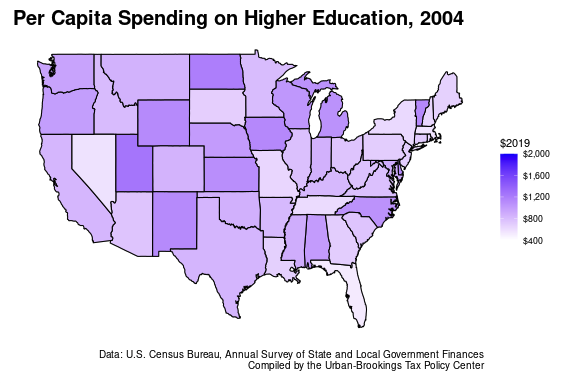 Per Capita Spending on Higher Education, 2004
$2019
$2,000
$1,600
$1,200
$800
$400
Data: U.S. Census Bureau, Annual Survey of State and Local Government Finances
Compiled by the Urban-Brookings Tax Policy Center